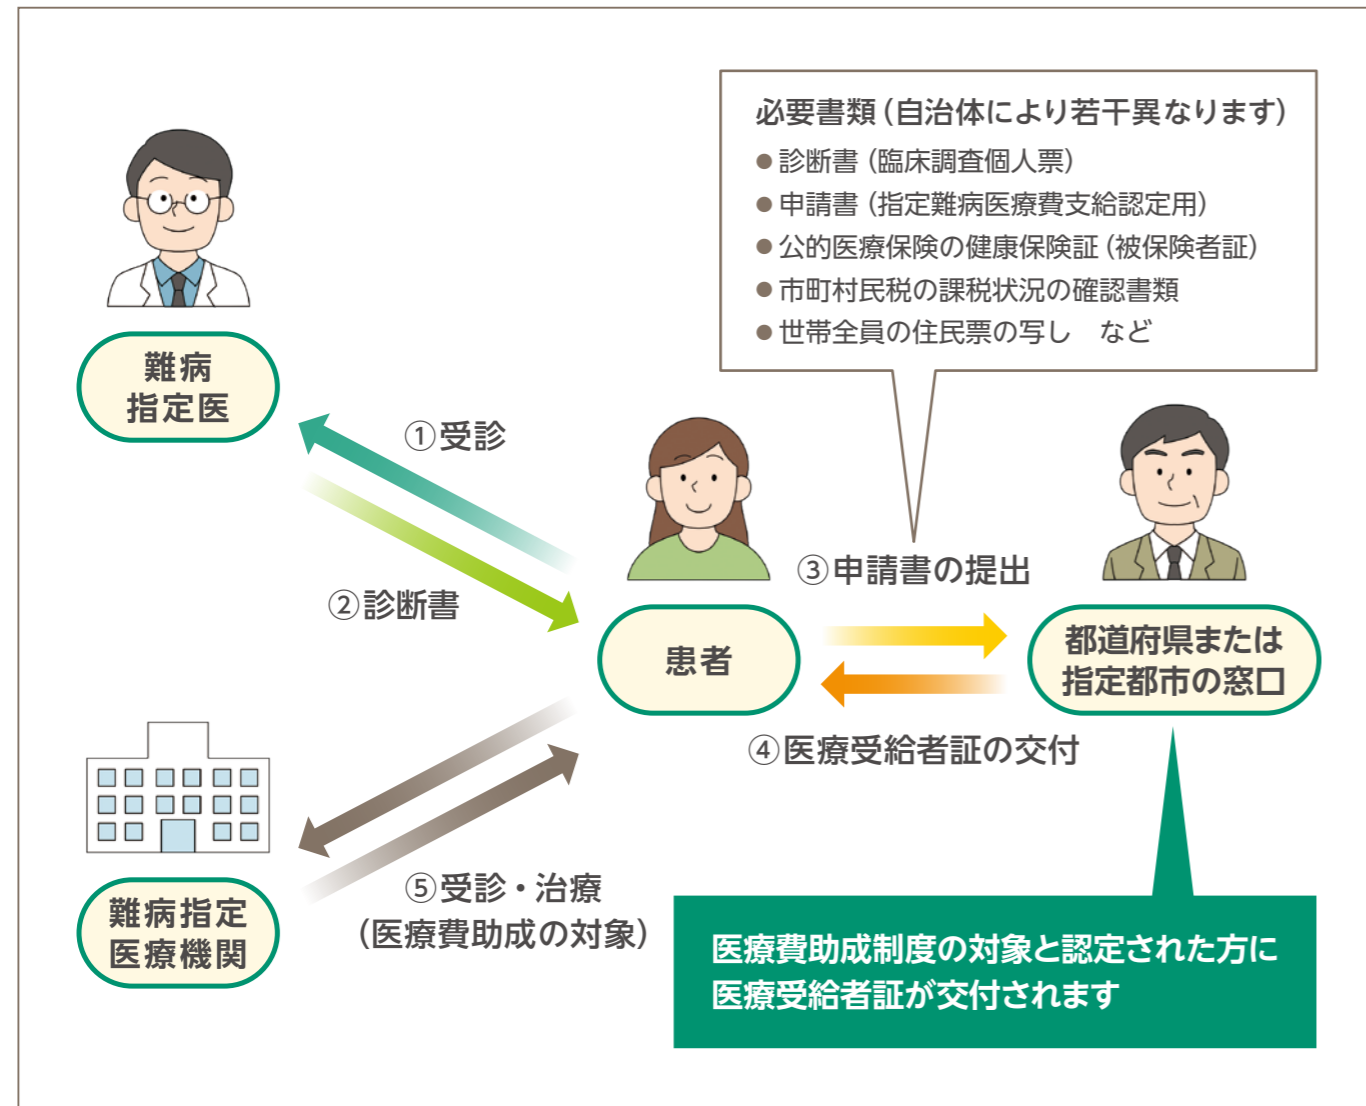 必要書類（自治体により若干異なります）
●診断書（臨床調査個人票）
●申請書（指定難病医療費支給認定用）
●公的医療保険の健康保険証（被保険者証）
●市町村民税の課税状況の確認書類
●世帯全員の住民票の写し　など
難病
指定医
①受診
②診断書
③申請書の提出
患者
都道府県または
指定都市の窓口
④医療受給者証の交付
⑤受診・治療
（医療費助成の対象）
難病指定
医療機関
医療費助成制度の対象と認定された方に
医療受給者証が交付されます